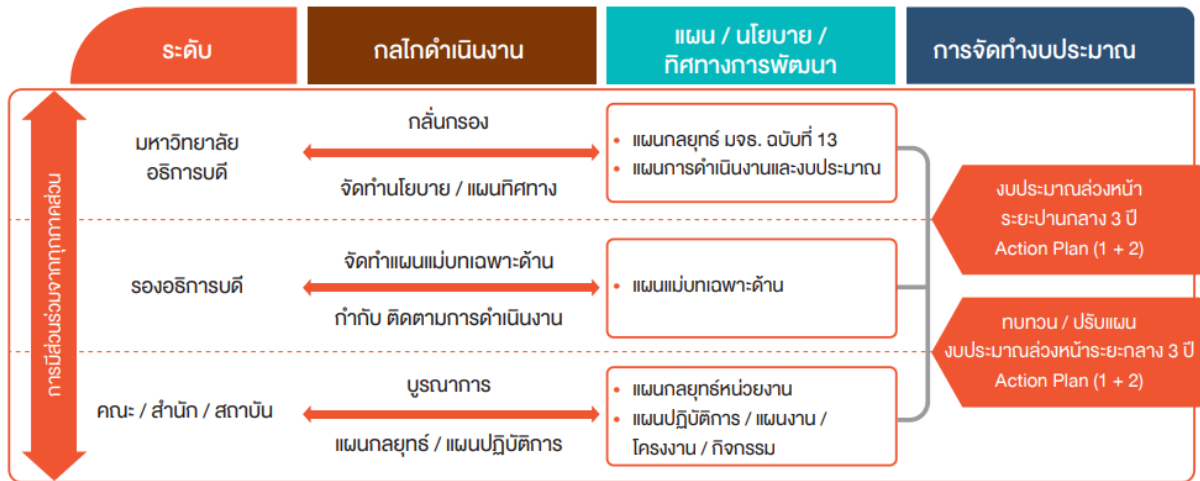 ระดับ
กลไกดำเนินงาน
แผน / นโยบาย /
ทิศทางการพัฒนา
การจัดทำงบประมาณ
การมีส่วนร่วมจากทุกภาคส่วน
มหาวิทยาลัย
อธิการบดี
กลั่นกรอง
จัดทำนโยบาย / แผนทิศทาง
• แผนกลยุทธ์ มจธ. ฉบับที่ 13
• แผนการดำเนินงานและงบประมาณ
งบประมาณล่วงหน้า
ระยะปานกลาง 3 ปี
Action Plan (1 + 2)
รองอธิการบดี
จัดทำแผนแม่บทเฉพาะด้าน
กำกับ ติดตามการดำเนินงาน
• แผนแม่บทเฉพาะด้าน
ทบทวน / ปรับแผน
งบประมาณล่วงหน้าระยะกลาง 3 ปี
Action Plan (1 + 2)
คณะ / สำนัก / สถาบัน
บูรณาการ
แผนกลยุทธ์ / แผนปฏิบัติการ
• แผนกลยุทธ์หน่วยงาน
• แผนปฏิบัติการ / แผนงาน /
โครงงาน / กิจกรรม